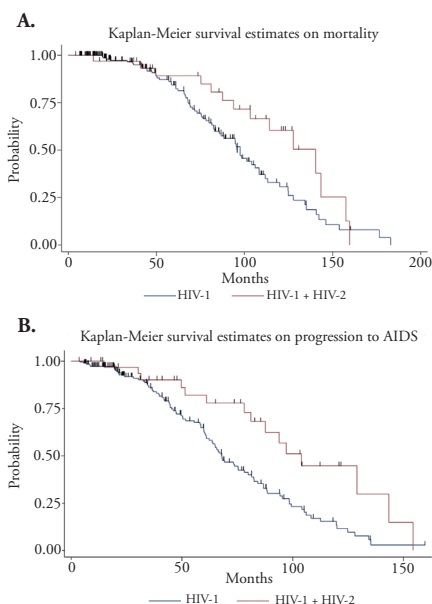 A.
Kaplan-Meier survival estimates on mortality
1.00
0.75
0.50
0.25
0.00
Probability
0 50 100 150 200
Months
HIV-1 HIV-1 + HIV-2
B.
Kaplan-Meier survival estimates on progression to AIDS
1.00
0.75
0.50
0.25
0.00
Probability
0 50 100 150
Months
HIV-1 HIV-1 + HIV-2